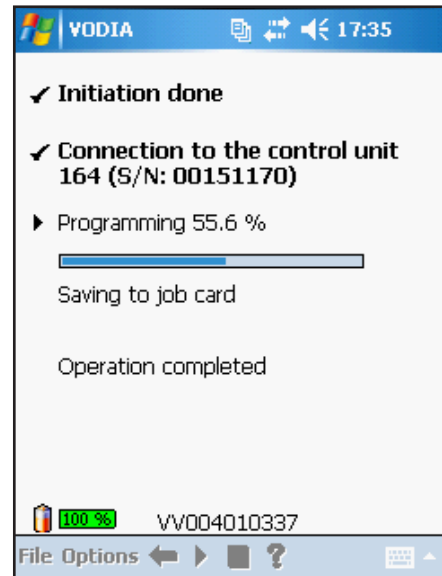 VODIA 17:35
Initiation done
Connection to the control unit
164 (S/N: 00151170)
Programming 55.6 %
Saving to job card
Operation completed
100 % VV004010337
File Options ?